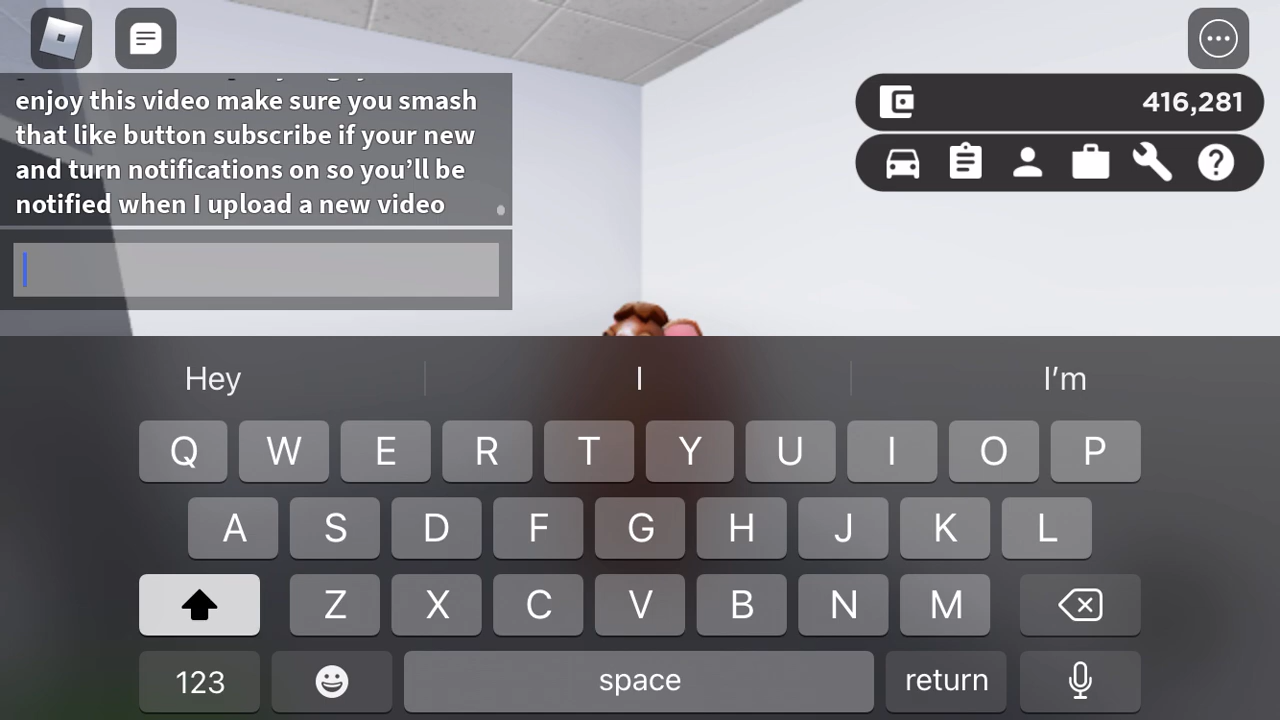 enjoy this video make sure you smash
that like button subscribe if your new
and turn notifications on so you’ll be
notified when I upload a new video
416,281
Hey I I’m
Q W E R T Y U I O P
A S D F G H J K L
Z X C V B N M
123 space return